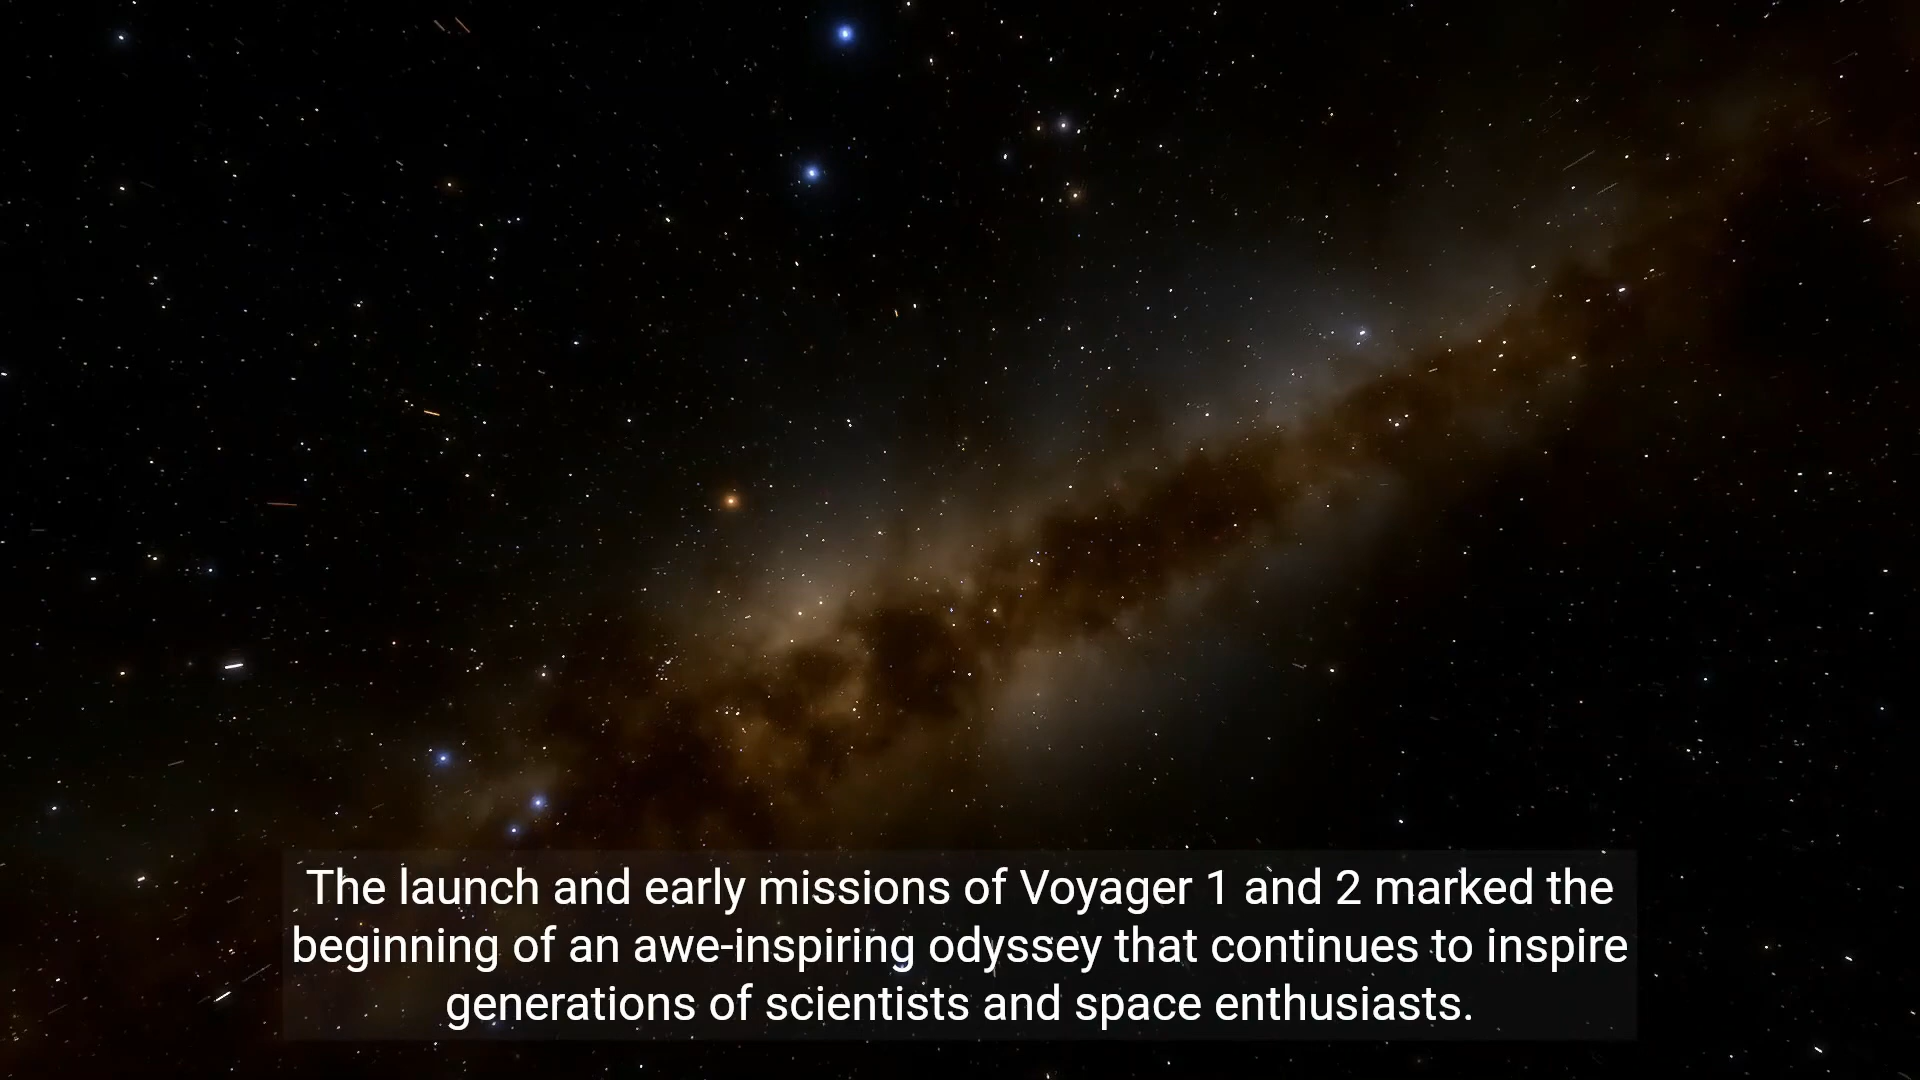 The launch and early missions of Voyager 1 and 2 marked the
beginning of an awe-inspiring odyssey that continues to inspire
generations of scientists and space enthusiasts.